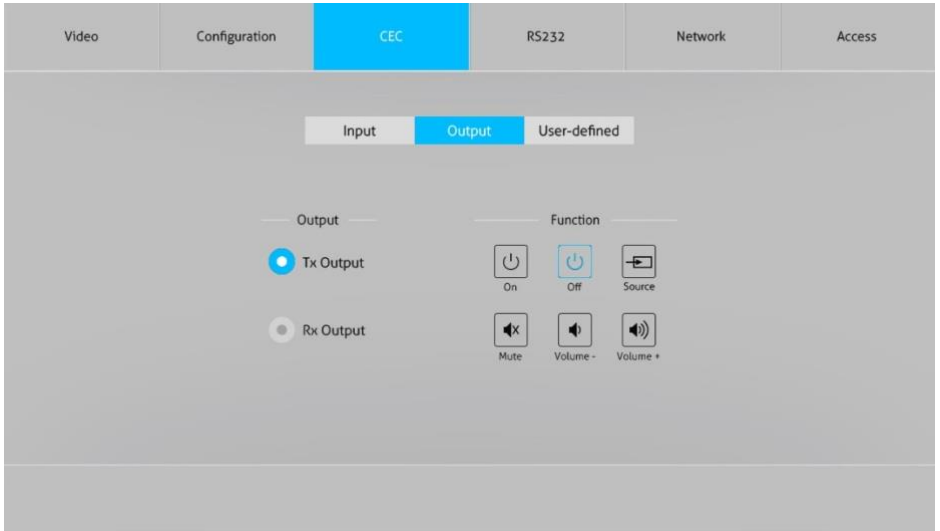 Video Configuration CEC RS232 Network Access
Input Output User-defined
Output Function
Tx Output
On Off Source
Rx Output
Mute Volume - Volume +